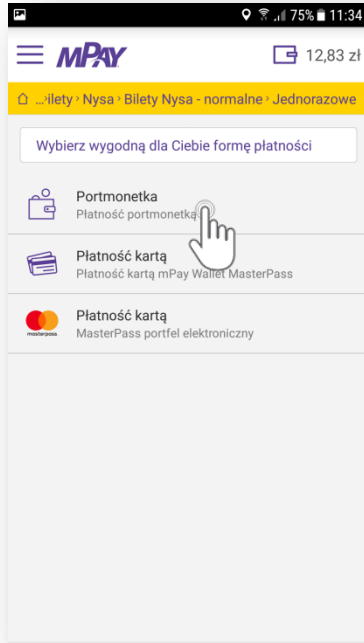 75% 11:34
mPAY 12,83 zł
...›ilety › Nysa › Bilety Nysa - normalne › Jednorazowe
Wybierz wygodną dla Ciebie formę płatności
Portmonetka
Płatność portmonetką
Płatność kartą
Płatność kartą mPay Wallet MasterPass
masterpass
Płatność kartą
MasterPass portfel elektroniczny